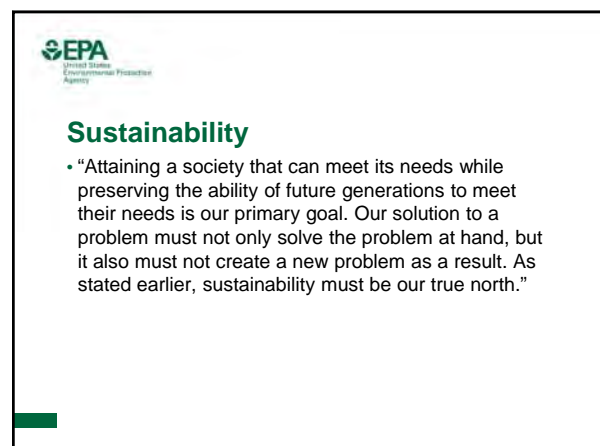 EPA
United States
Environmental Protection
Agency
Sustainability
• “Attaining a society that can meet its needs while
preserving the ability of future generations to meet
their needs is our primary goal. Our solution to a
problem must not only solve the problem at hand, but
it also must not create a new problem as a result. As
stated earlier, sustainability must be our true north.”